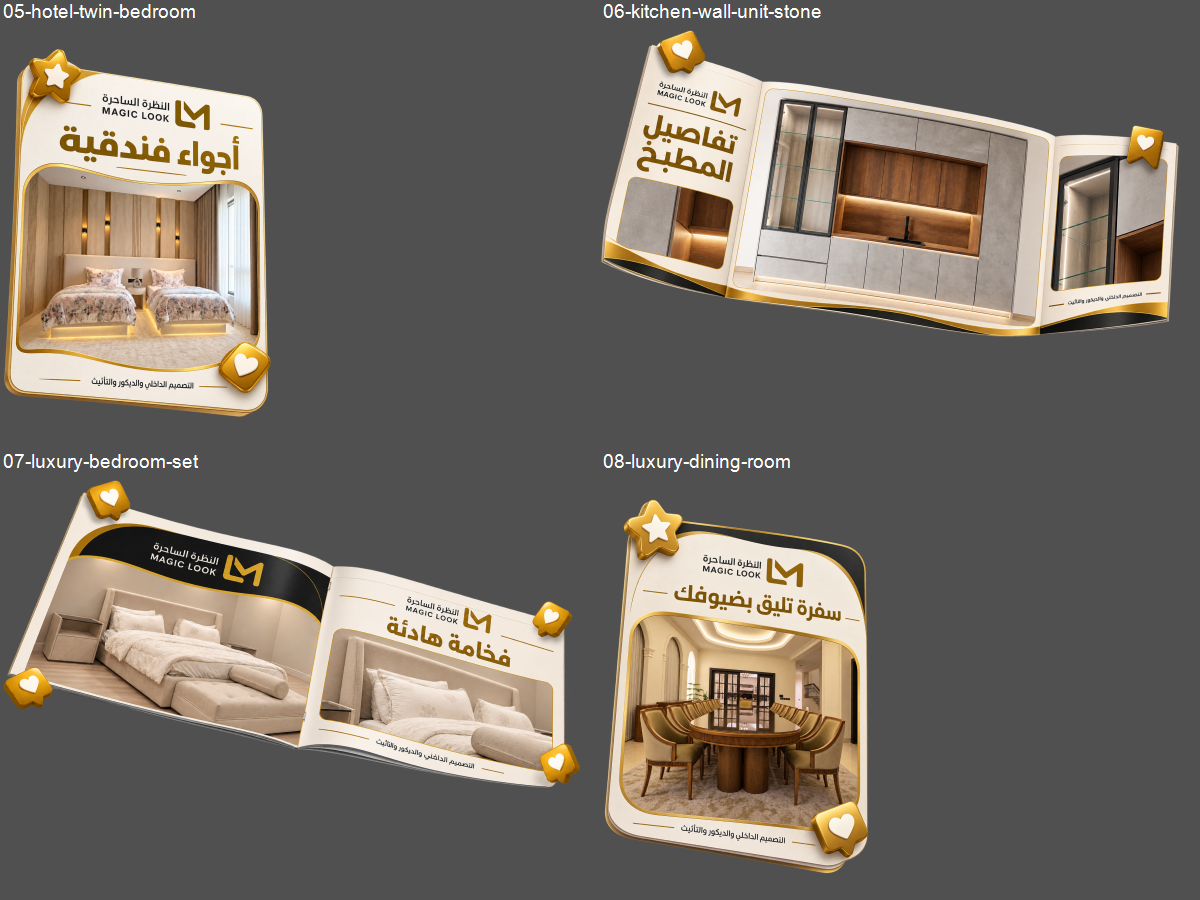 05-hotel-twin-bedroom
النظرة الساحرة
MAGIC LOOK
أجواء فندقية
التصميم الداخلي والديكور والتأثيث
06-kitchen-wall-unit-stone
النظرة الساحرة
MAGIC LOOK
تفاصيل
المطبخ
التصميم الداخلي والديكور والتأثيث
07-luxury-bedroom-set
النظرة الساحرة
MAGIC LOOK
النظرة الساحرة
MAGIC LOOK
فخامة هادئة
التصميم الداخلي والديكور والتأثيث
08-luxury-dining-room
النظرة الساحرة
MAGIC LOOK
سفرة تليق بضيوفك
التصميم الداخلي والديكور والتأثيث